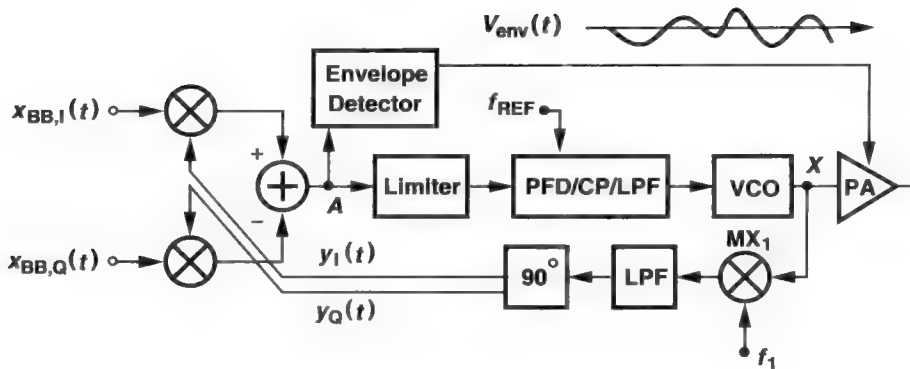 V_env(t)
Envelope
Detector
x_BB,I(t)
f_REF
+
A
Limiter
PFD/CP/LPF
VCO
X
PA
−
MX_1
x_BB,Q(t)
y_I(t)
90°
LPF
y_Q(t)
f_1